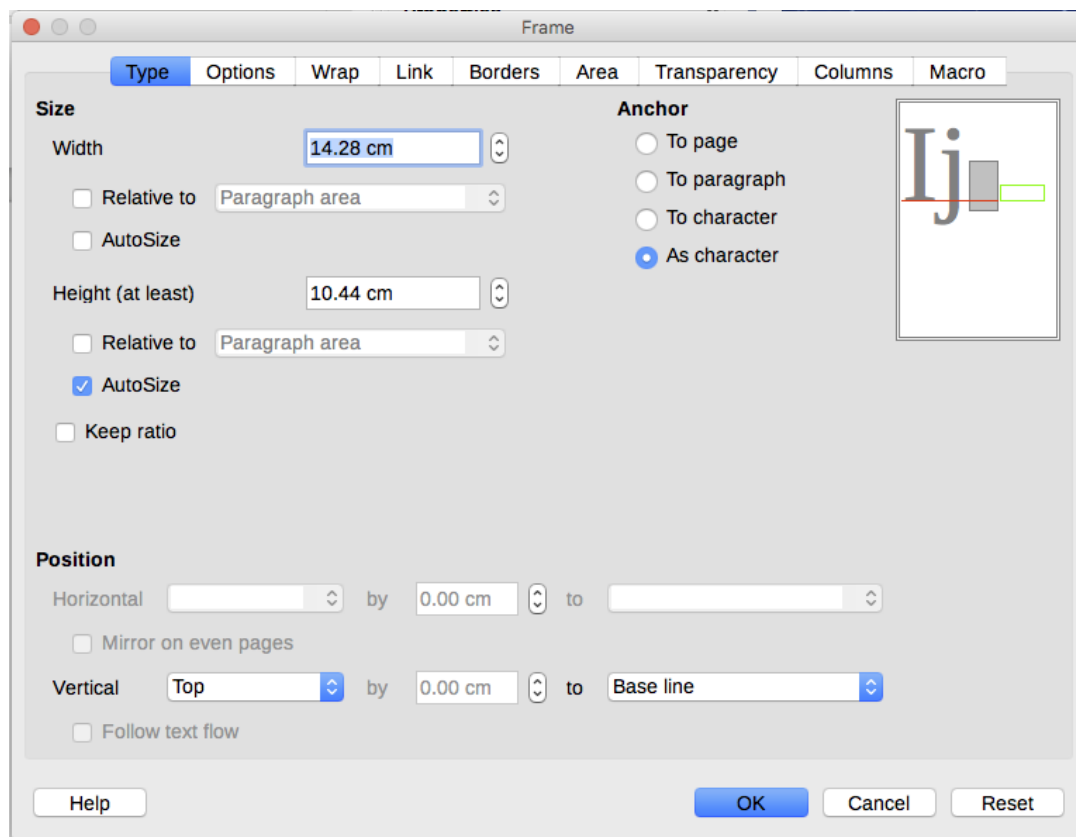 Frame
Type Options Wrap Link Borders Area Transparency Columns Macro
Size
Width 14.28 cm
Relative to Paragraph area
AutoSize
Height (at least) 10.44 cm
Relative to Paragraph area
AutoSize
Keep ratio
Anchor
To page
To paragraph
To character
As character
Ij
Position
Horizontal by 0.00 cm to
Mirror on even pages
Vertical Top by 0.00 cm to Base line
Follow text flow
Help OK Cancel Reset